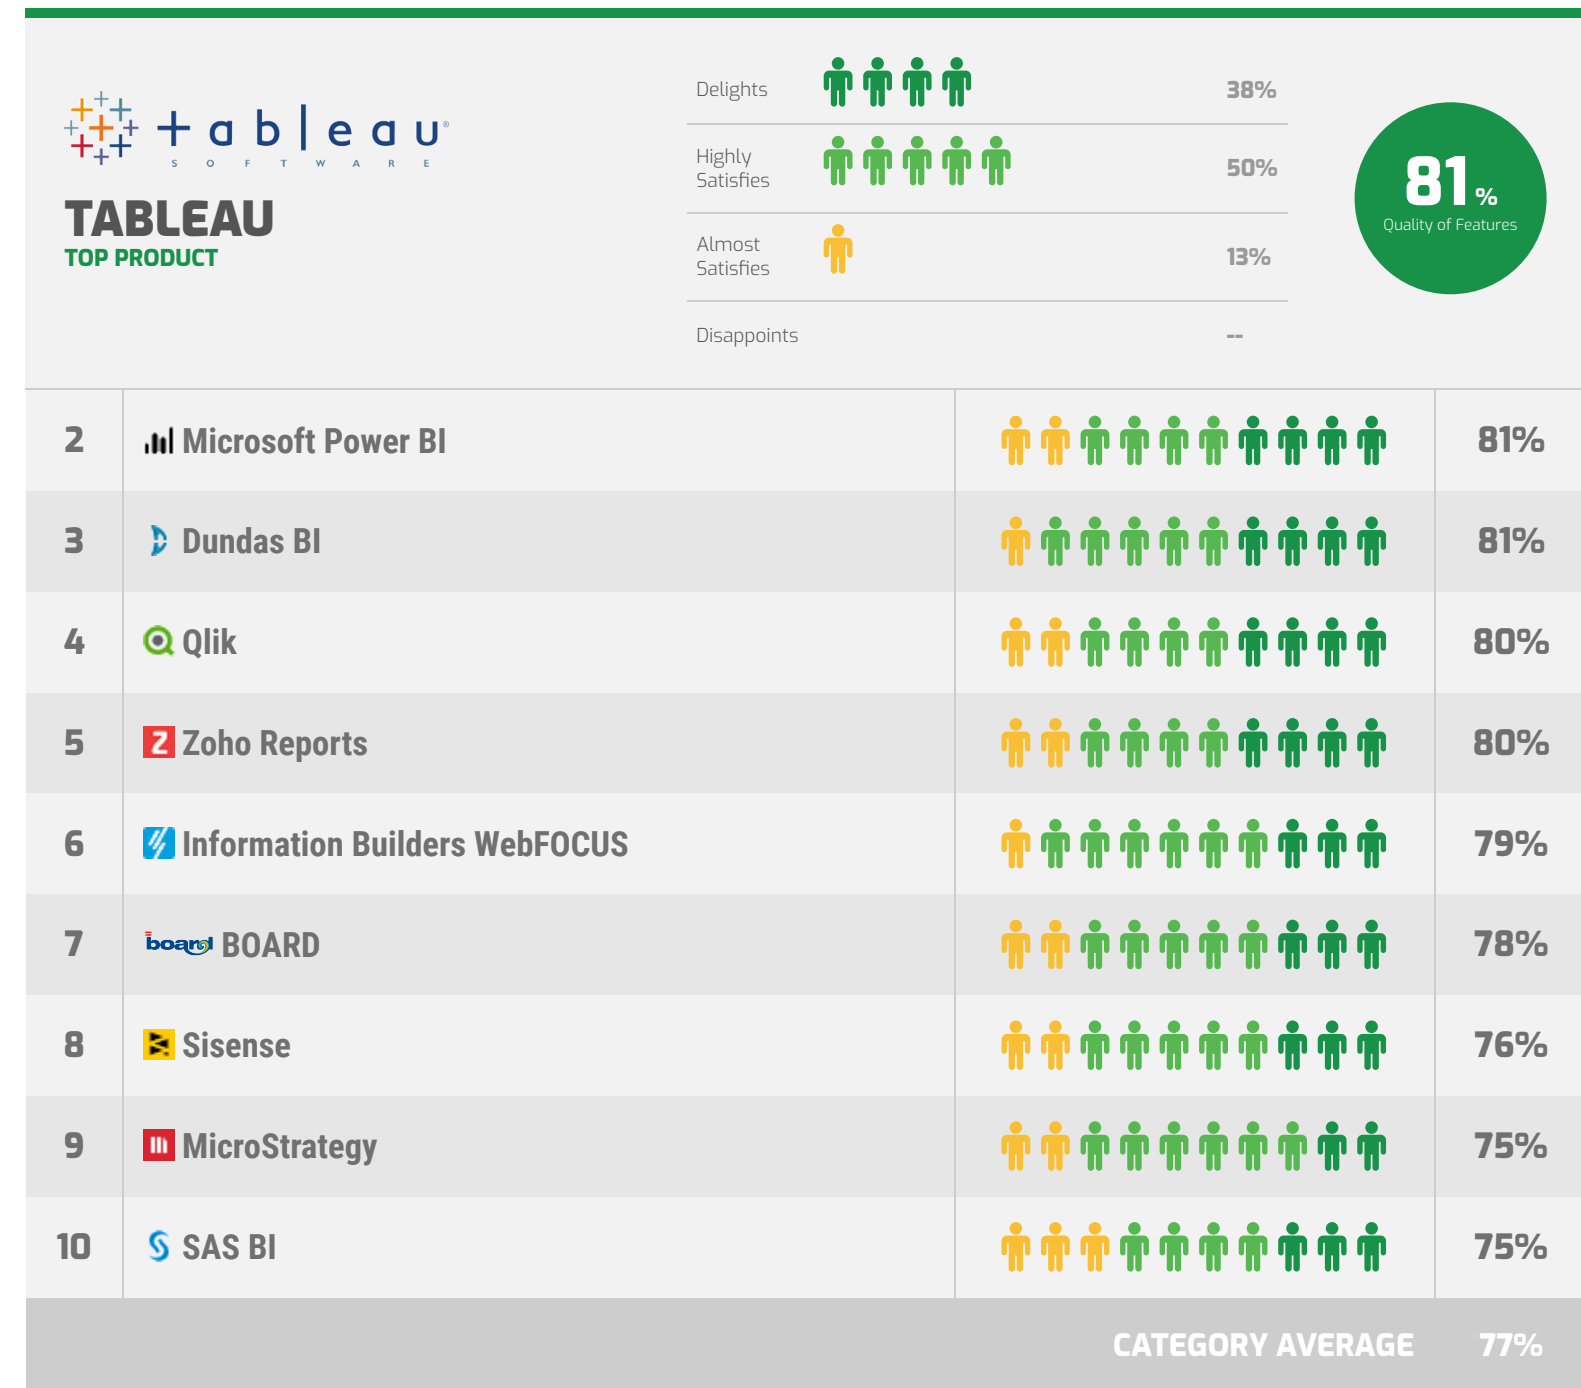 +ableau®
SOFTWARE
TABLEAU
TOP PRODUCT
Delights 38%
Highly
Satisfies 50%
Almost
Satisfies 13%
Disappoints --
81%
Quality of Features
2 Microsoft Power BI 81%
3 Dundas BI 81%
4 Qlik 80%
5 Zoho Reports 80%
6 Information Builders WebFOCUS 79%
7 board BOARD 78%
8 Sisense 76%
9 MicroStrategy 75%
10 SAS BI 75%
CATEGORY AVERAGE 77%